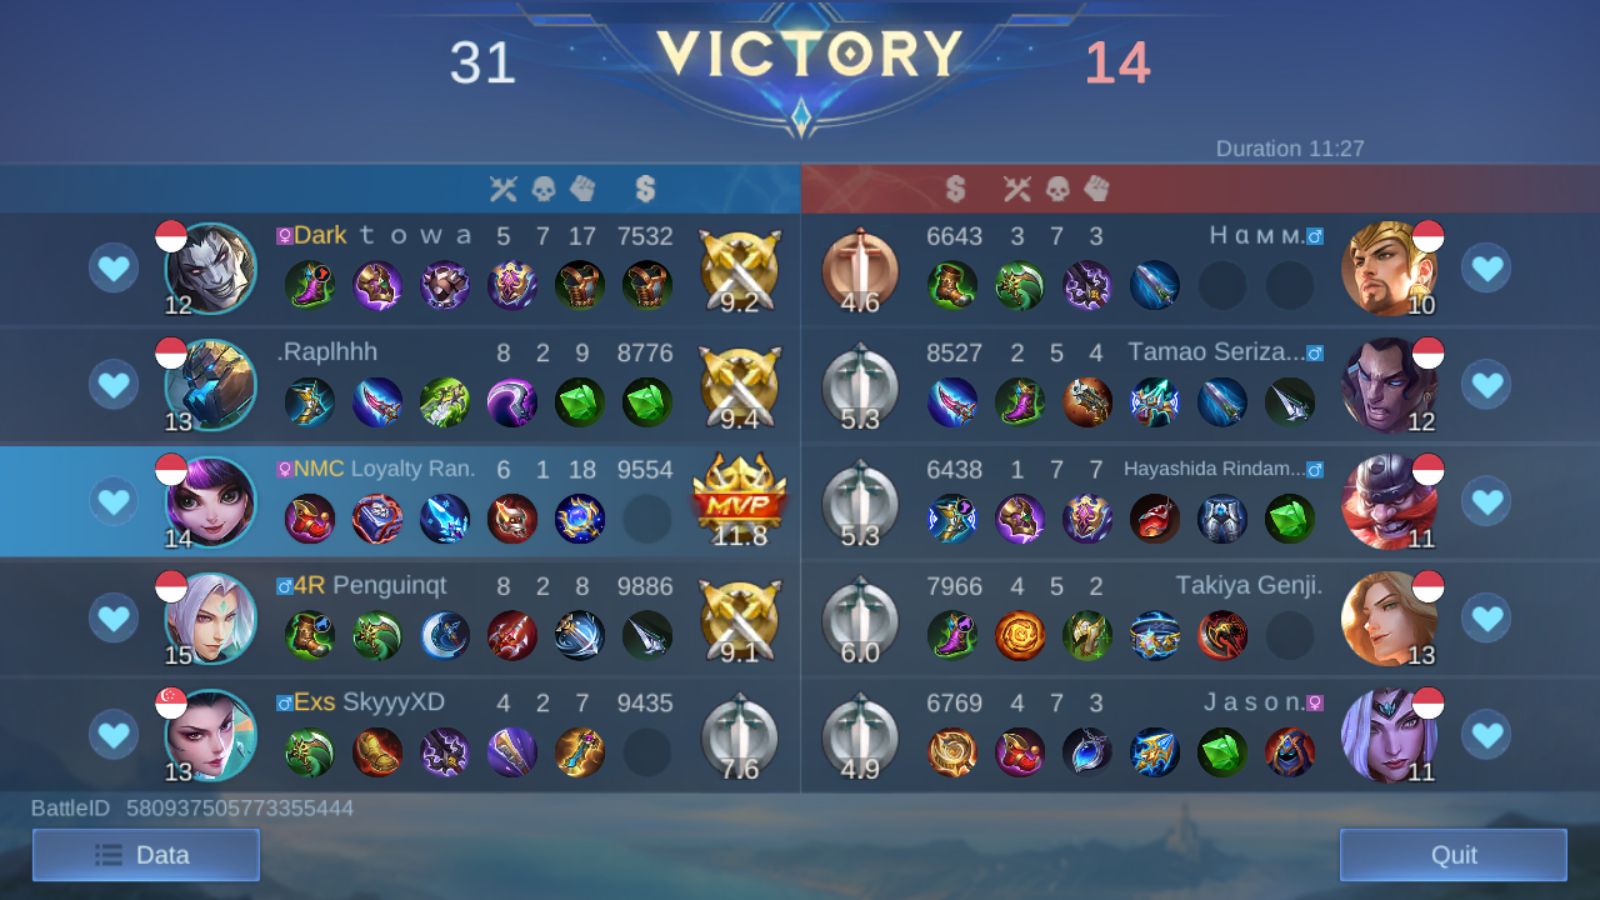 31 VICTORY 14
Duration 11:27
Dark t o w a 5 7 17 7532
12 9.2
.Raplhhh 8 2 9 8776
13 9.4
NMC Loyalty Ran. 6 1 18 9554
MVP
14 11.8
4R Penguinqt 8 2 8 9886
15 9.1
Exs SkyyyXD 4 2 7 9435
13 7.6
6643 3 7 3 Hαмм.
4.6 10
8527 2 5 4 Tamao Seriza...
5.3 12
6438 1 7 7 Hayashida Rindam...
5.3 11
7966 4 5 2 Takiya Genji.
6.0 13
6769 4 7 3 J a s o n.
4.9 11
BattleID 580937505773355444
Data
Quit